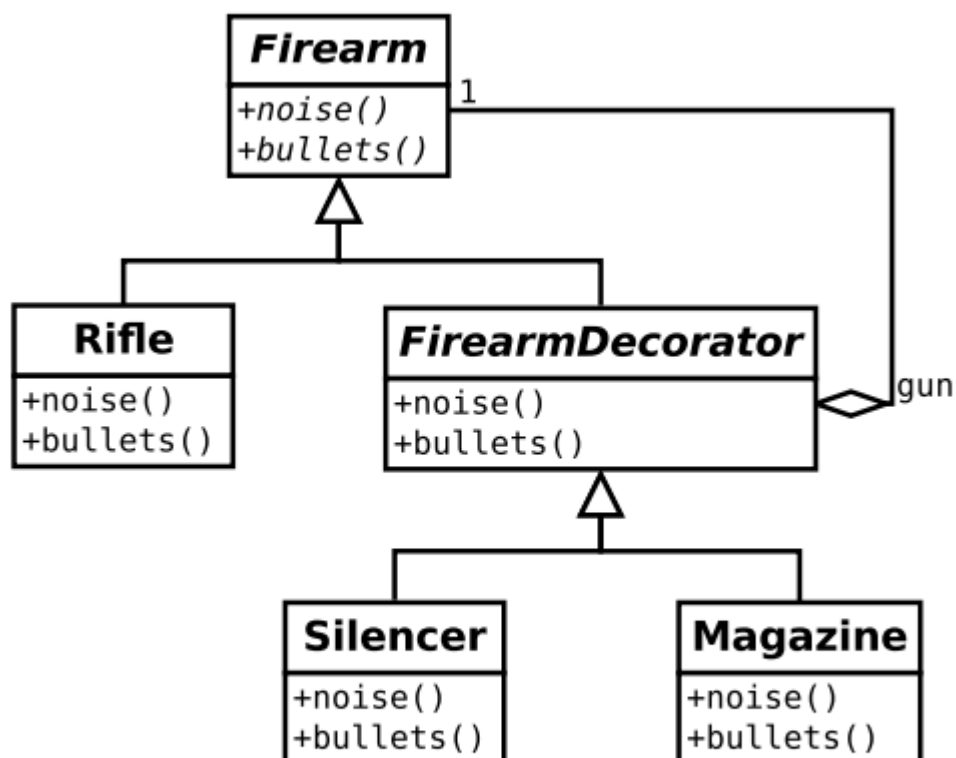 Firearm
+noise()
+bullets()
1
Rifle
+noise()
+bullets()
FirearmDecorator
+noise()
+bullets()
gun
Silencer
+noise()
+bullets()
Magazine
+noise()
+bullets()